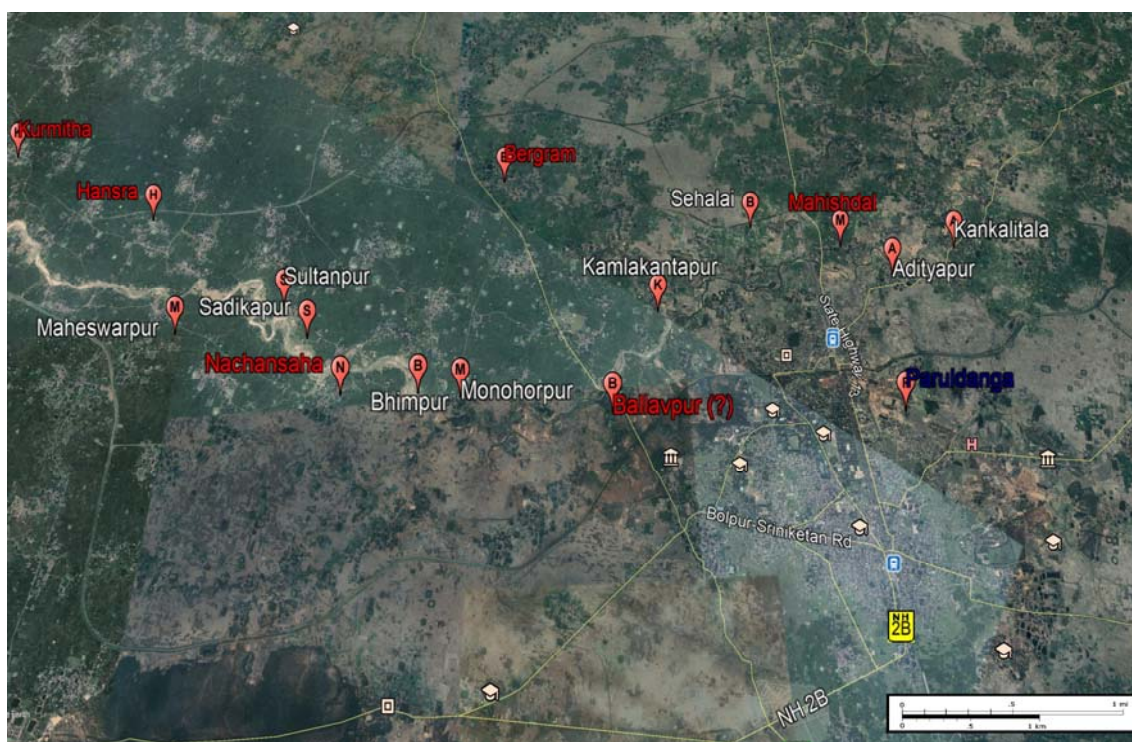 Kurmitha
Hansra
Bergram
Sehalai
Mahishdal
Kankalitala
Adityapur
Kamlakantapur
Sultanpur
Sadikapur
Maheswarpur
State Highway
Nachansaha
Bhimpur
Monohorpur
Ballavpur (?)
Paruldanga
H
Bolpur-Sriniketan Rd
NH
2B
NH 2B
0 .5 1 mi
0 .5 1 km